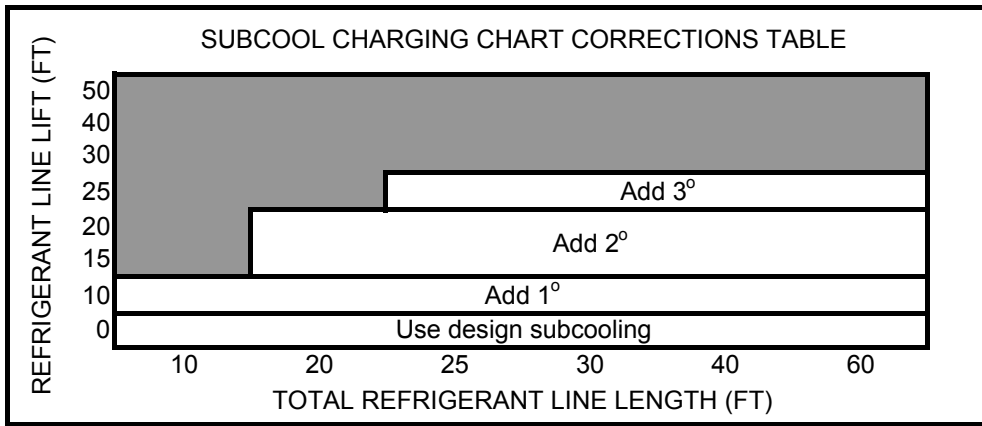 SUBCOOL CHARGING CHART CORRECTIONS TABLE
REFRIGERANT LINE LIFT (FT)
50
40
30
25 Add 3°
20
Add 2°
15
10 Add 1°
0 Use design subcooling
10 20 25 30 40 60
TOTAL REFRIGERANT LINE LENGTH (FT)